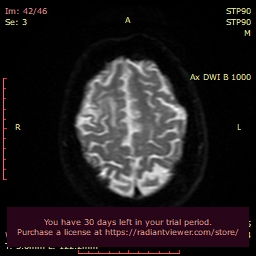 Im: 42/46
Se: 3
A
STP90
STP90
M
Ax DWI B 1000
R
L
You have 30 days left in your trial period.
Purchase a license at https://radiantviewer.com/store/